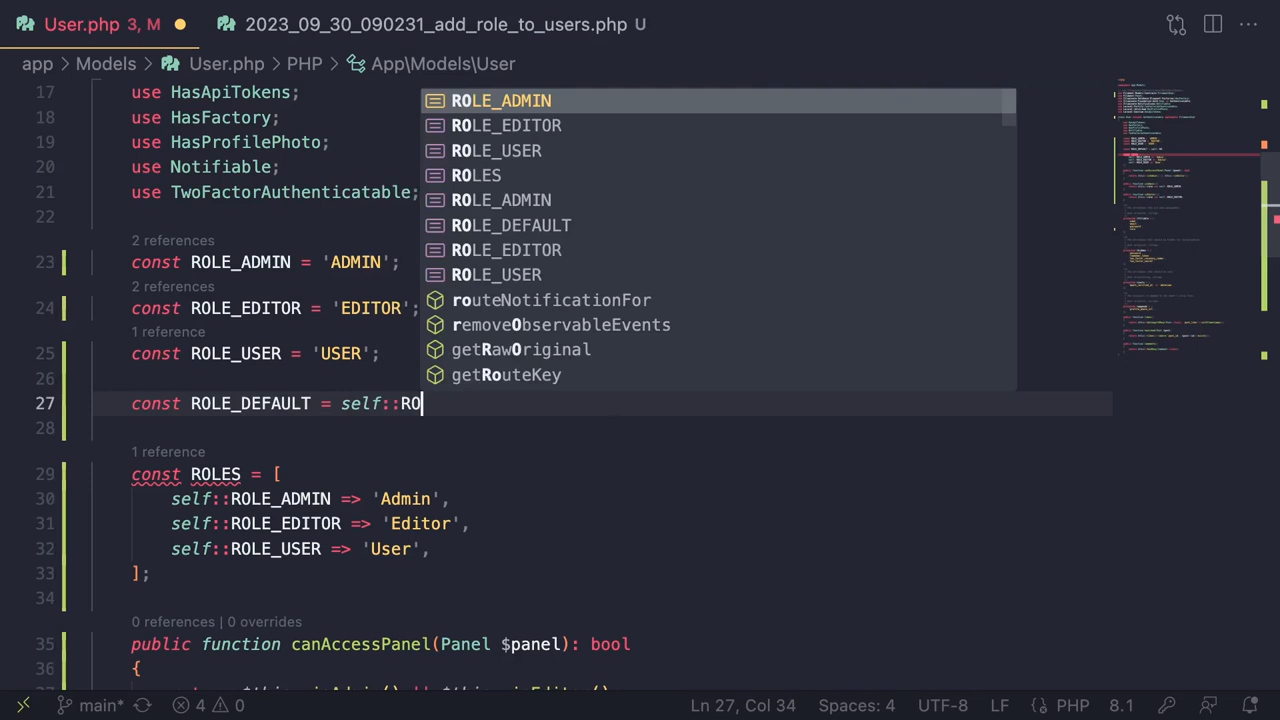 User.php 3, M 2023_09_30_090231_add_role_to_users.php U
app > Models > User.php > PHP > App\Models\User
17 use HasApiTokens;
18 use HasFactory;
19 use HasProfilePhoto;
20 use Notifiable;
21 use TwoFactorAuthenticatable;
22
2 references
23 const ROLE_ADMIN = 'ADMIN';
2 references
24 const ROLE_EDITOR = 'EDITOR';
1 reference
25 const ROLE_USER = 'USER';
26
27 const ROLE_DEFAULT = self::RO
28
1 reference
29 const ROLES = [
30 self::ROLE_ADMIN => 'Admin',
31 self::ROLE_EDITOR => 'Editor',
32 self::ROLE_USER => 'User',
33 ];
34
0 references | 0 overrides
35 public function canAccessPanel(Panel $panel): bool
36 {
ROLE_ADMIN
ROLE_EDITOR
ROLE_USER
ROLES
ROLE_ADMIN
ROLE_DEFAULT
ROLE_EDITOR
ROLE_USER
routeNotificationFor
removeObservableEvents
getRawOriginal
getRouteKey
main* 4 0 Ln 27, Col 34 Spaces: 4 UTF-8 LF PHP 8.1